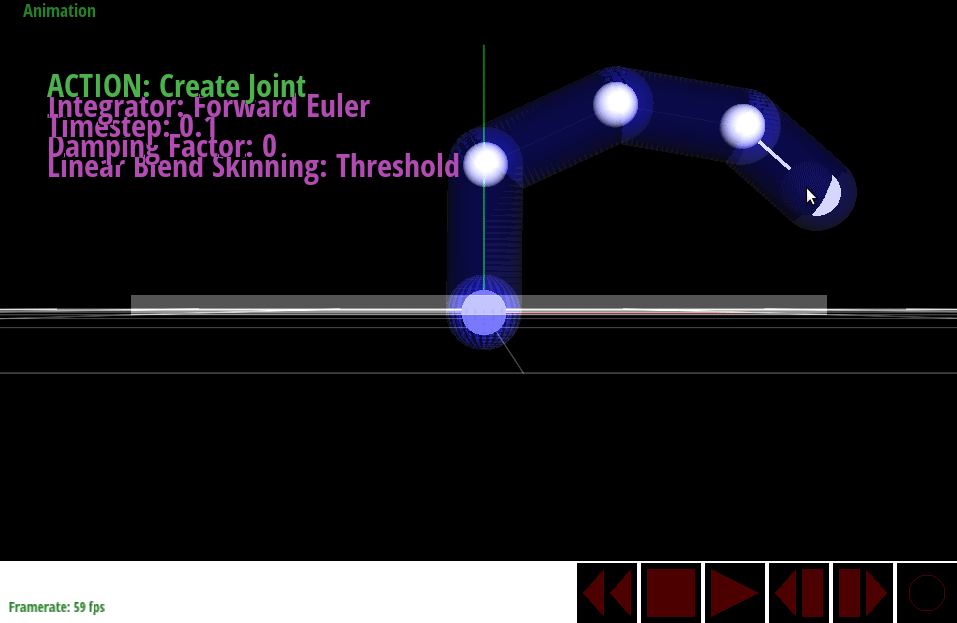 Animation
ACTION: Create Joint
Integrator: Forward Euler
Timestep: 0.1
Damping Factor: 0
Linear Blend Skinning: Threshold
Framerate: 59 fps